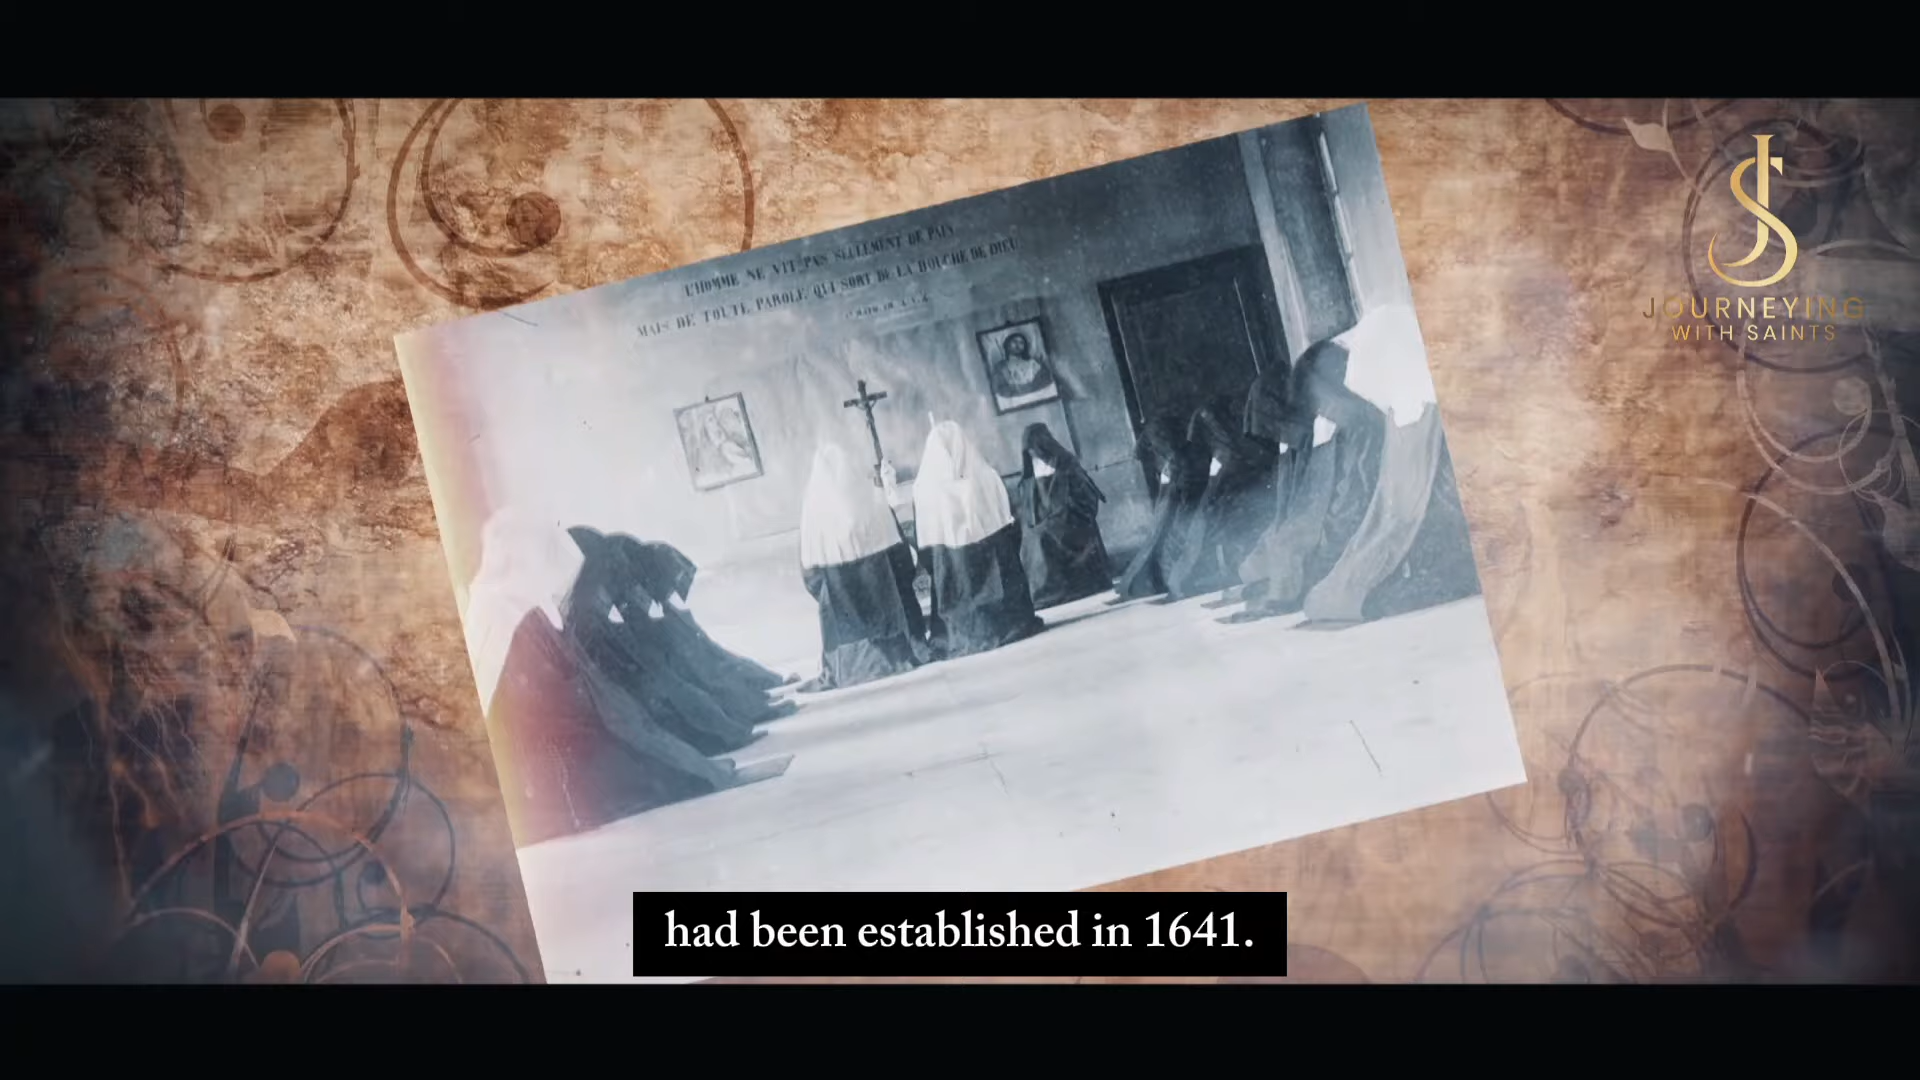 L'HOMME NE VIT PAS SEULEMENT DE PAIN
MAIS DE TOUTE PAROLE QUI SORT DE LA BOUCHE DE DIEU
JS
JOURNEYING
WITH SAINTS
had been established in 1641.